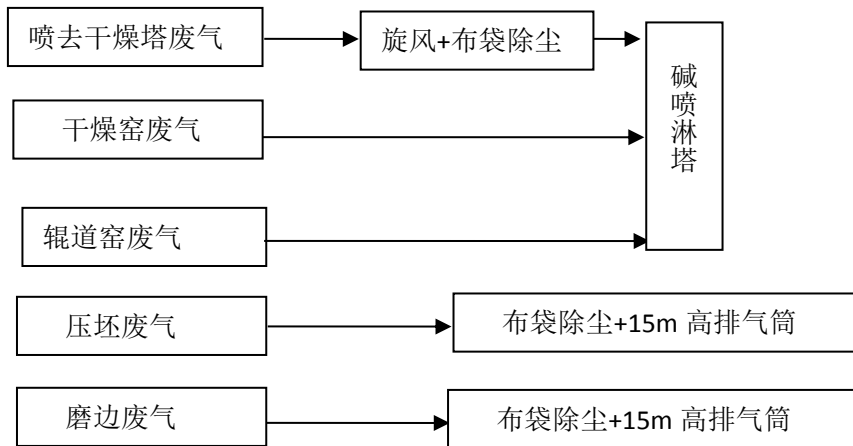 喷去干燥塔废气
旋风+布袋除尘
碱喷淋塔
干燥窑废气
辊道窑废气
压坯废气
布袋除尘+15m 高排气筒
磨边废气
布袋除尘+15m 高排气筒